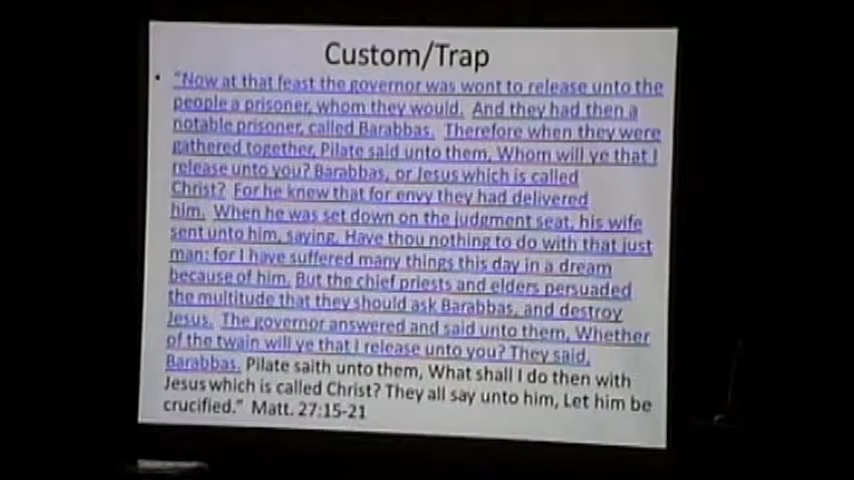 Custom/Trap
• "Now at that feast the governor was wont to release unto the
people a prisoner, whom they would. And they had then a
notable prisoner, called Barabbas. Therefore when they were
gathered together, Pilate said unto them, Whom will ye that I
release unto you? Barabbas, or Jesus which is called
Christ? For he knew that for envy they had delivered
him. When he was set down on the judgment seat, his wife
sent unto him, saying, Have thou nothing to do with that just
man: for I have suffered many things this day in a dream
because of him. But the chief priests and elders persuaded
the multitude that they should ask Barabbas, and destroy
Jesus. The governor answered and said unto them, Whether
of the twain will ye that I release unto you? They said,
Barabbas. Pilate saith unto them, What shall I do then with
Jesus which is called Christ? They all say unto him, Let him be
crucified." Matt. 27:15-21